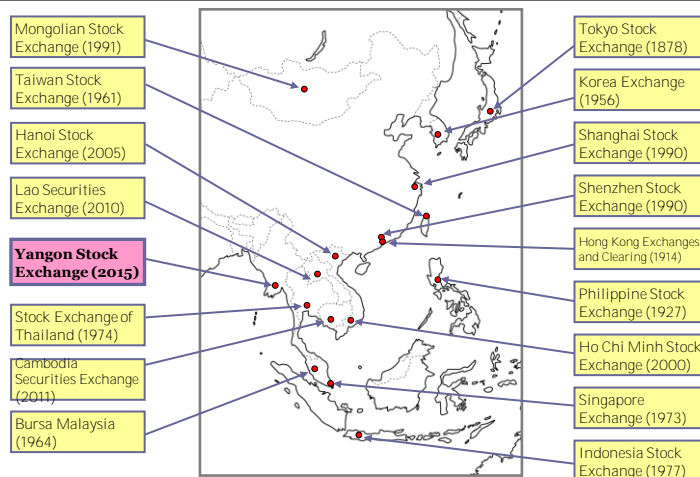 Mongolian Stock
Exchange (1991)
Taiwan Stock
Exchange (1961)
Hanoi Stock
Exchange (2005)
Lao Securities
Exchange (2010)
Yangon Stock
Exchange (2015)
Stock Exchange of
Thailand (1974)
Cambodia
Securities Exchange
(2011)
Bursa Malaysia
(1964)
Tokyo Stock
Exchange (1878)
Korea Exchange
(1956)
Shanghai Stock
Exchange (1990)
Shenzhen Stock
Exchange (1990)
Hong Kong Exchanges
and Clearing (1914)
Philippine Stock
Exchange (1927)
Ho Chi Minh Stock
Exchange (2000)
Singapore
Exchange (1973)
Indonesia Stock
Exchange (1977)